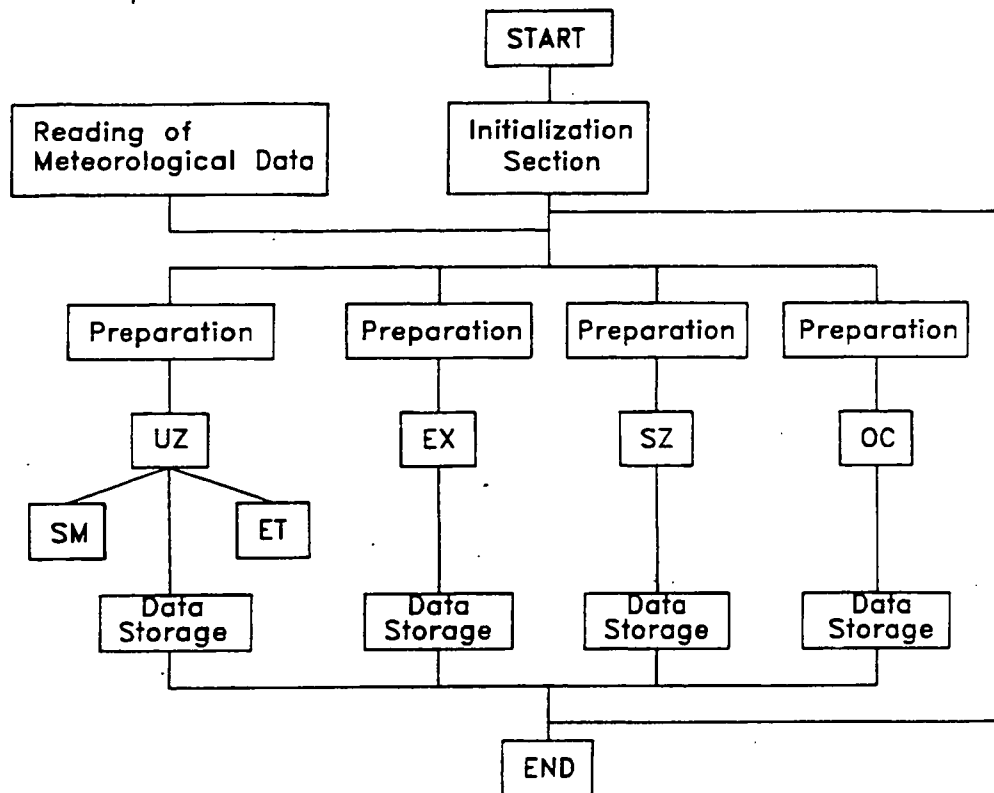 START
Reading of
Meteorological Data
Initialization
Section
Preparation
Preparation
Preparation
Preparation
UZ
EX
SZ
OC
SM
ET
Data
Storage
Data
Storage
Data
Storage
Data
Storage
END